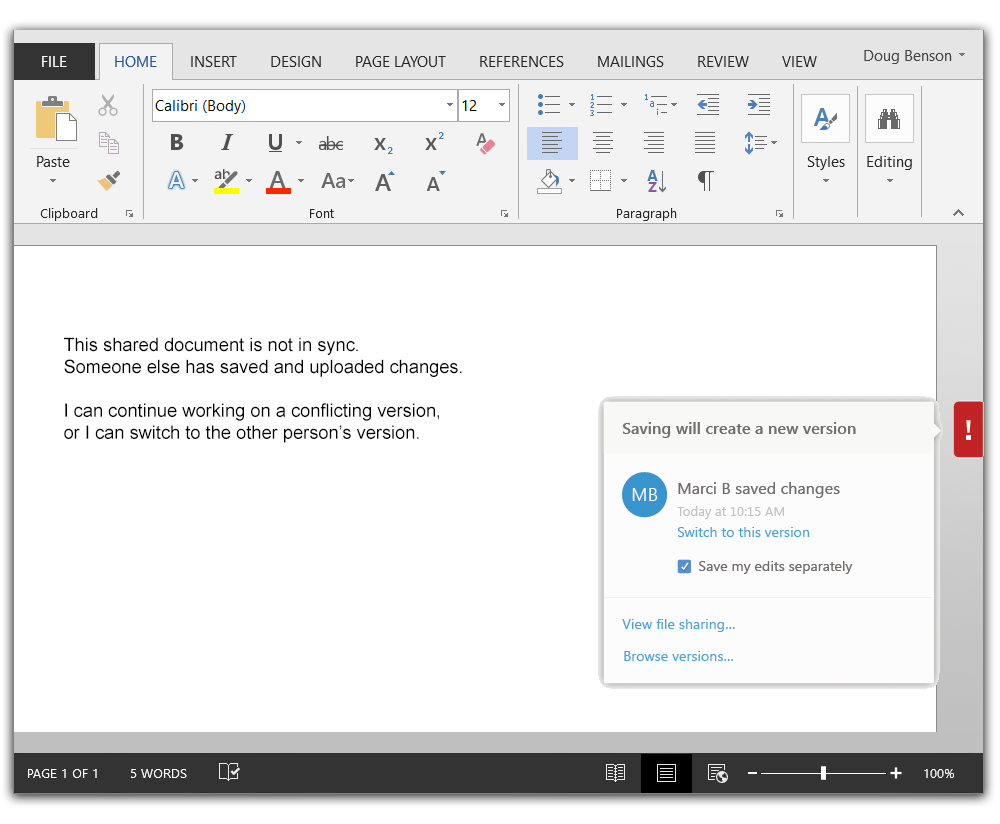 FILE HOME INSERT DESIGN PAGE LAYOUT REFERENCES MAILINGS REVIEW VIEW Doug Benson
Calibri (Body) 12
B I U abc X2 X2
A ab A Aa A A A Z ¶
Paste Styles Editing
Clipboard Font Paragraph
This shared document is not in sync.
Someone else has saved and uploaded changes.
I can continue working on a conflicting version,
or I can switch to the other person’s version.
Saving will create a new version
!
MB
Marci B saved changes
Today at 10:15 AM
Switch to this version
Save my edits separately
View file sharing...
Browse versions...
PAGE 1 OF 1 5 WORDS 100%